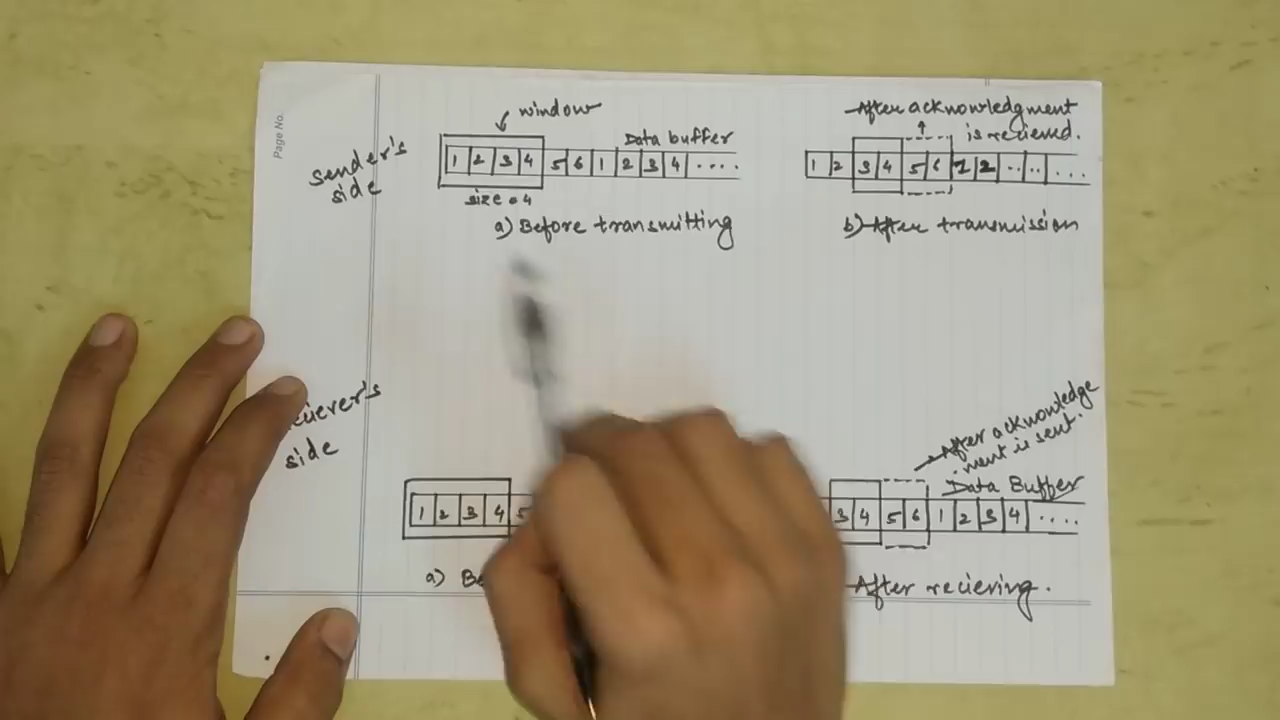 Page No.
window
Data buffer
sender's
side
1 2 3 4 5 6 1 2 3 4 ....
size = 4
a) Before transmitting
After acknowledgment
is recieved.
1 2 3 4 5 6 1 2 .. .. ...
b) After transmission
side
After acknowledge
ment is sent.
Data Buffer
1 2 3 4 5
3 4 5 6 1 2 3 4 ....
a) Be
After recieving.